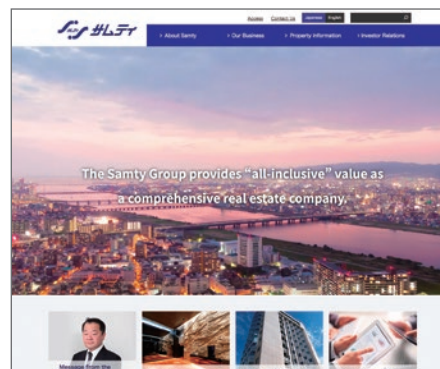 Access
Contact Us
Japanese
English
サムティ
› About Samty
› Our Business
› Property Information
› Investor Relations
The Samty Group provides “all-inclusive” value as
a comprehensive real estate company.
Message from the